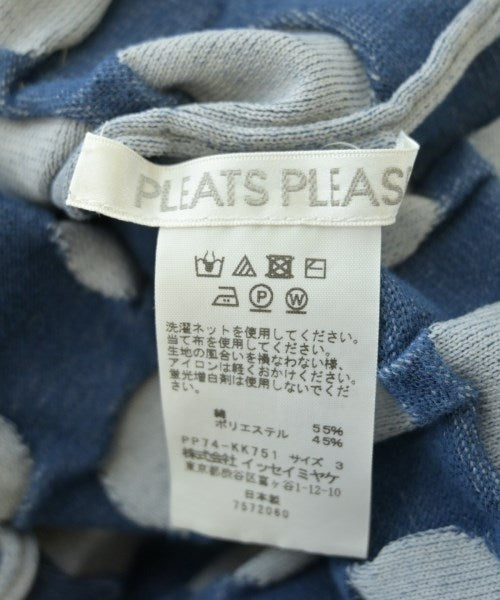 PLEATS PLEAS
P W
洗濯ネットを使用してください。
当て布を使用してください。
生地の風合いを損なわない様、
アイロンは軽くおかけください。
蛍光増白剤は使用しないでください。
綿 55%
ポリエステル 45%
PP74-KK751 サイズ 3
株式会社 イッセイミヤケ
東京都渋谷区富ヶ谷1-12-10
日本製
7572060